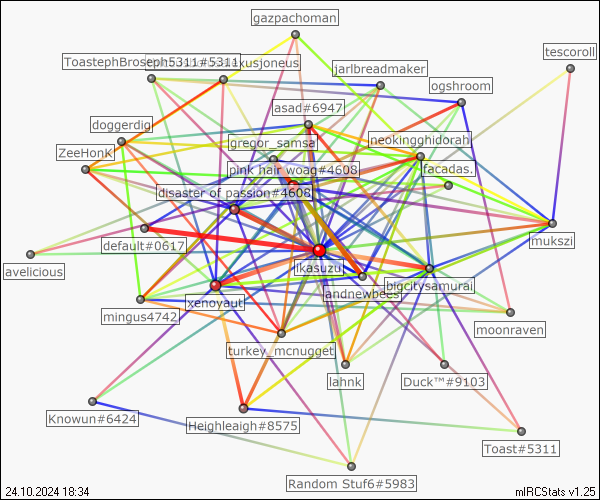 gazpachoman
tescoroll
ToastephBroseph5311#5311
jarlbreadmaker
ogshroom
asad#6947
doggerdig
gregor_samsa
neokingghidorah
ZeeHonK
pink hair, woag#4608
facadas.
disaster of passion#4608
default#0617
mukszi
avelicious
ikasuzu
bigcitysamurai
xenoyaut
andnewbees
mingus4742
moonraven
turkey_mcnugget
lahnk
Duck™#9103
Knowun#6424
Heighleigh#8575
Toast#5311
Random Stuf6#5983
24.10.2024 18:34
mIRCStats v1.25